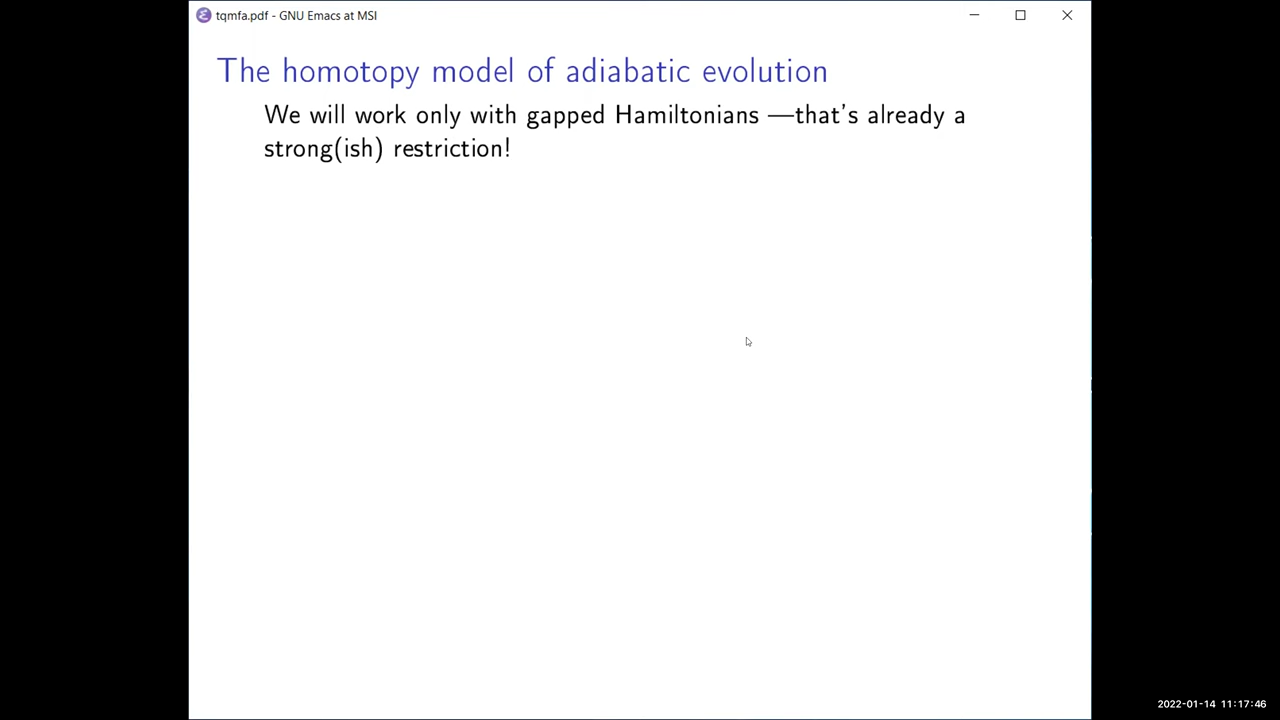 tqmfa.pdf - GNU Emacs at MSI
The homotopy model of adiabatic evolution
We will work only with gapped Hamiltonians —that's already a
strong(ish) restriction!
2022-01-14 11:17:46